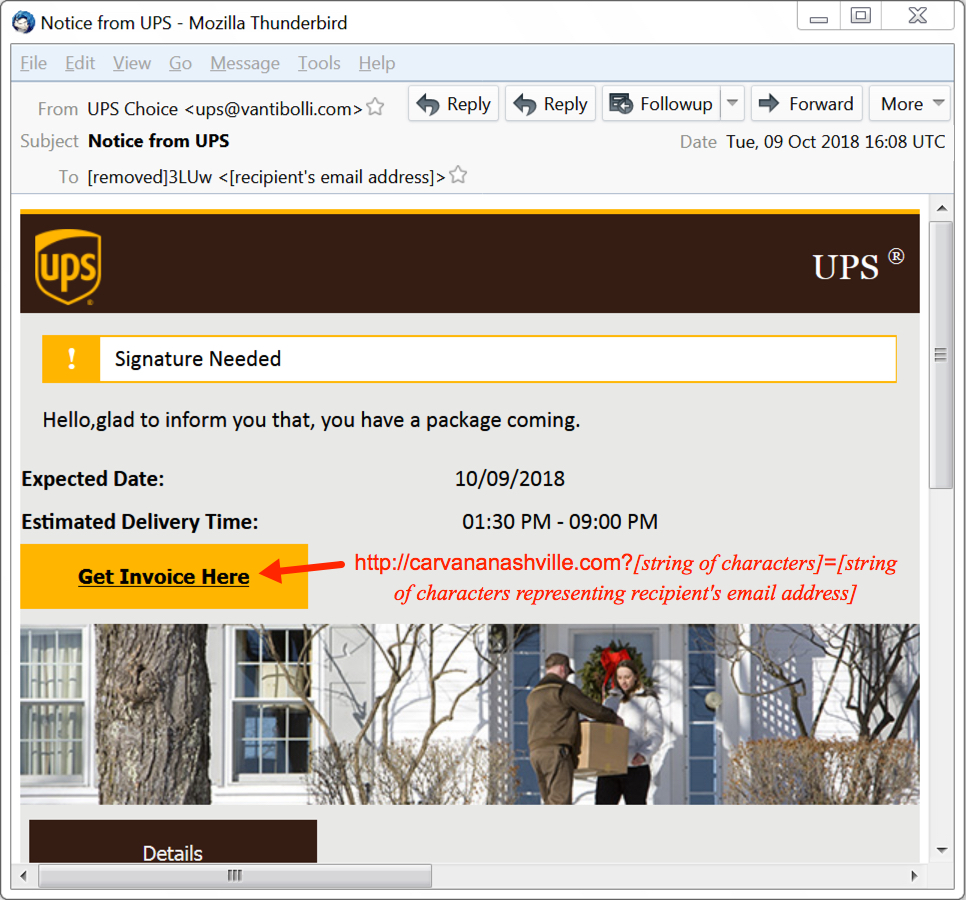 Notice from UPS - Mozilla Thunderbird
File Edit View Go Message Tools Help
From UPS Choice <ups@vantibolli.com> Reply Reply Followup Forward More
Subject Notice from UPS Date Tue, 09 Oct 2018 16:08 UTC
To [removed]3LUw <[recipient's email address]>
ups UPS ®
! Signature Needed
Hello,glad to inform you that, you have a package coming.
Expected Date: 10/09/2018
Estimated Delivery Time: 01:30 PM - 09:00 PM
Get Invoice Here
http://carvananashville.com?[string of characters]=[string
of characters representing recipient's email address]
Details